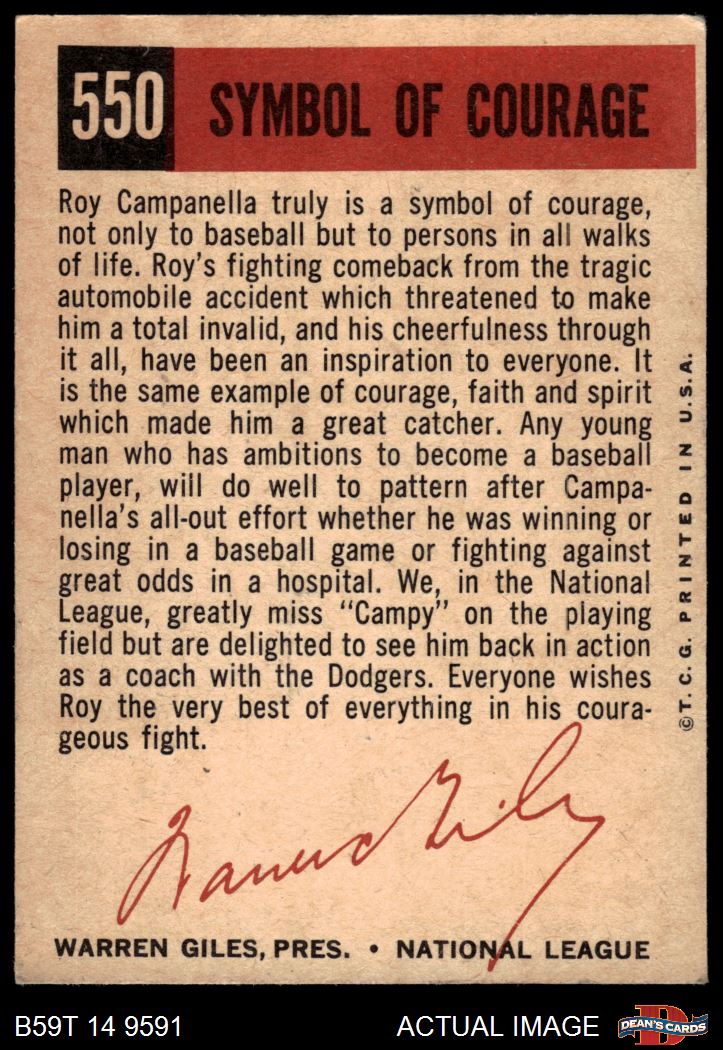 550 SYMBOL OF COURAGE
Roy Campanella truly is a symbol of courage,
not only to baseball but to persons in all walks
of life. Roy's fighting comeback from the tragic
automobile accident which threatened to make
him a total invalid, and his cheerfulness through
it all, have been an inspiration to everyone. It
is the same example of courage, faith and spirit
which made him a great catcher. Any young
man who has ambitions to become a baseball
player, will do well to pattern after Campa-
nella's all-out effort whether he was winning or
losing in a baseball game or fighting against
great odds in a hospital. We, in the National
League, greatly miss "Campy" on the playing
field but are delighted to see him back in action
as a coach with the Dodgers. Everyone wishes
Roy the very best of everything in his coura-
geous fight.
©T. C. G. PRINTED IN U.S.A.
Warren Giles
WARREN GILES, PRES. • NATIONAL LEAGUE
B59T 14 9591
ACTUAL IMAGE
D
DEAN'S CARDS